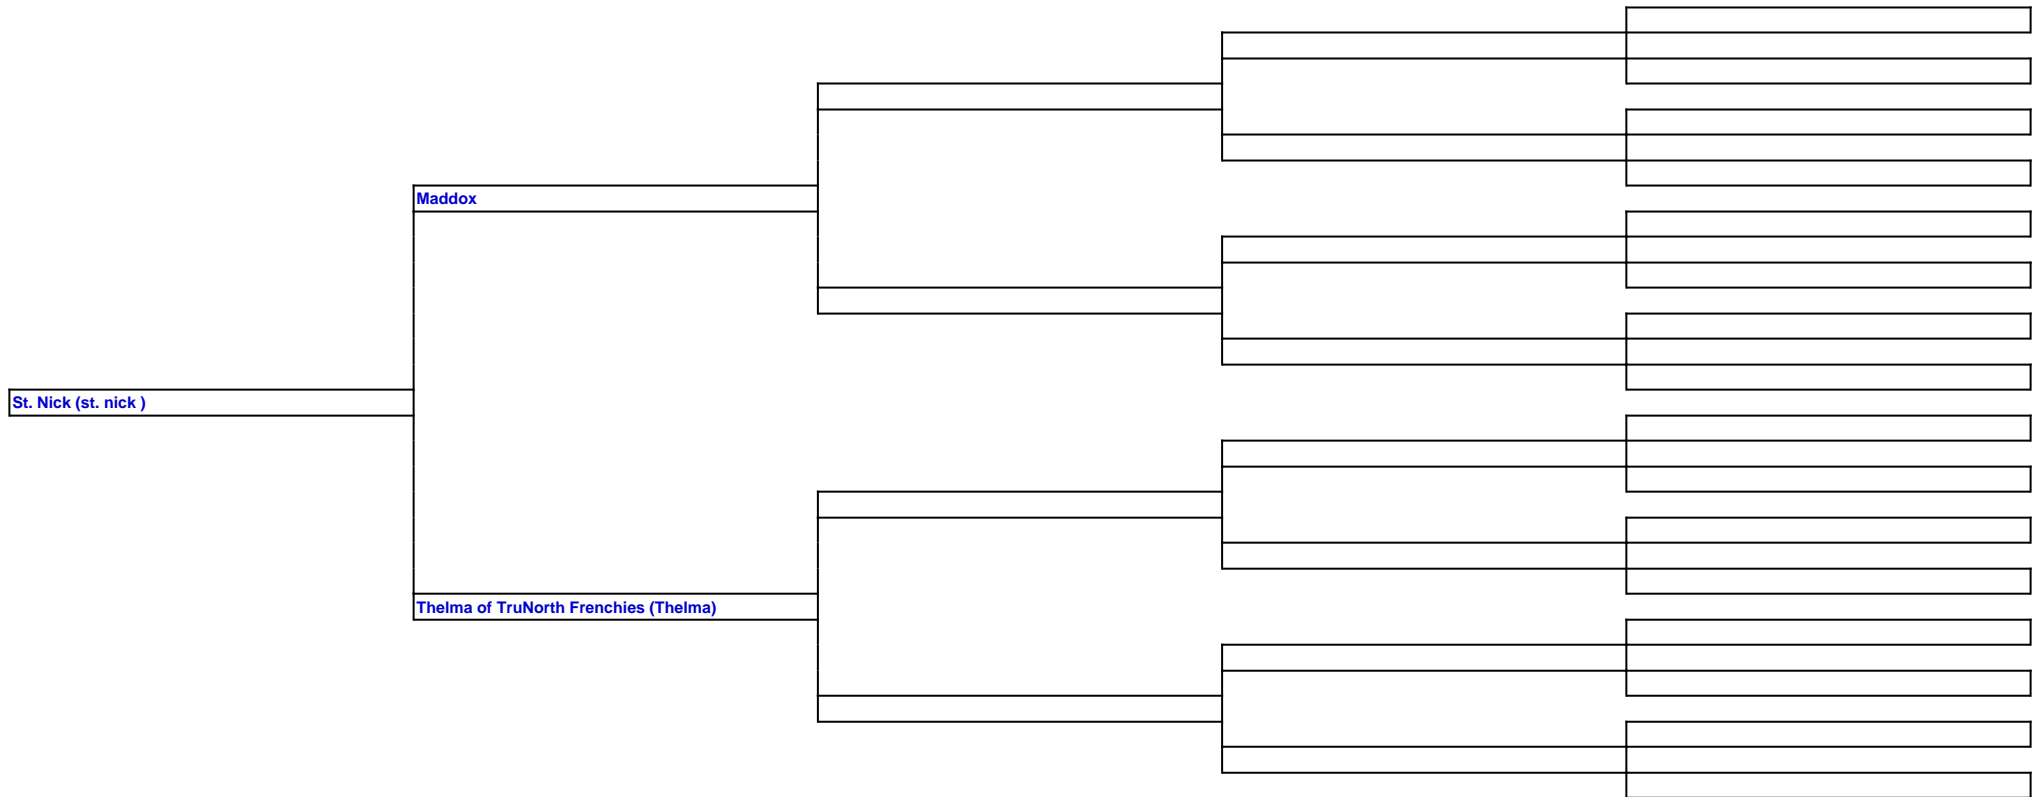 Maddox
St. Nick (st. nick )
Thelma of TruNorth Frenchies (Thelma)